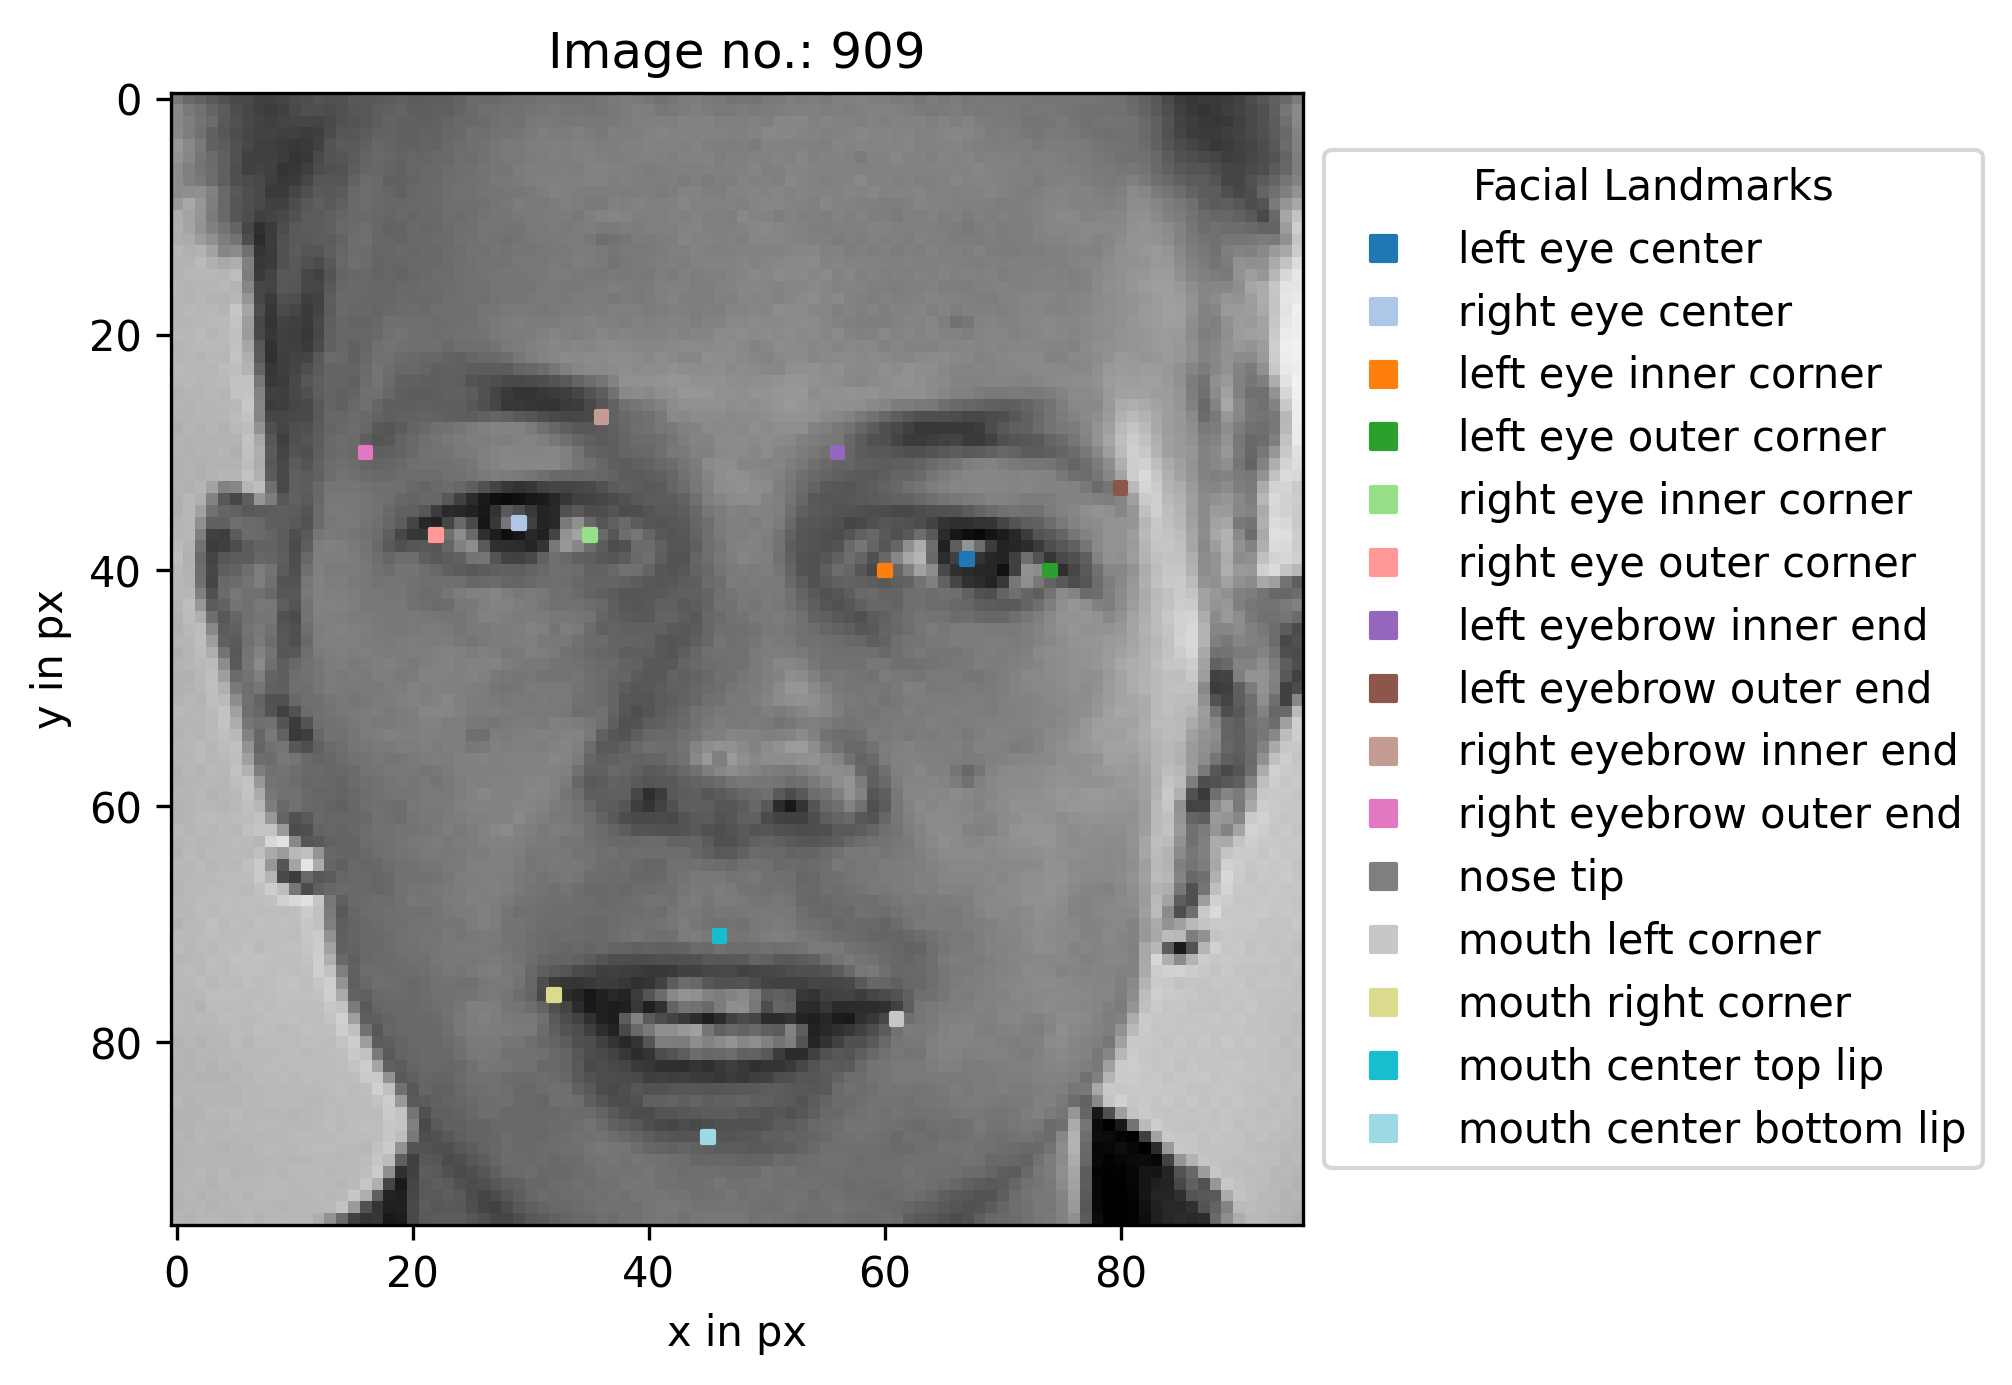 Image no.: 909
0
20
40
60
80
y in px
0 20 40 60 80
x in px
Facial Landmarks
left eye center
right eye center
left eye inner corner
left eye outer corner
right eye inner corner
right eye outer corner
left eyebrow inner end
left eyebrow outer end
right eyebrow inner end
right eyebrow outer end
nose tip
mouth left corner
mouth right corner
mouth center top lip
mouth center bottom lip